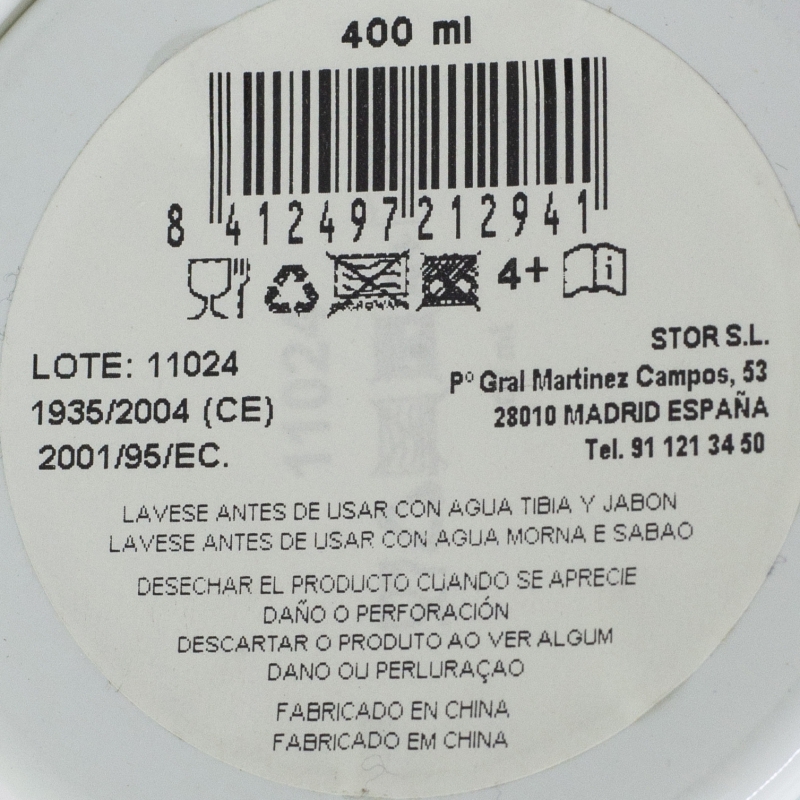 400 ml
8 412497 212941
4+ i
LOTE: 11024
1935/2004 (CE)
2001/95/EC.
STOR S.L.
Pº Gral Martinez Campos, 53
28010 MADRID ESPAÑA
Tel. 91 121 34 50
LAVESE ANTES DE USAR CON AGUA TIBIA Y JABON
LAVESE ANTES DE USAR CON AGUA MORNA E SABAO
DESECHAR EL PRODUCTO CUANDO SE APRECIE
DAÑO O PERFORACIÓN
DESCARTAR O PRODUTO AO VER ALGUM
DANO OU PERLURAÇAO
FABRICADO EN CHINA
FABRICADO EM CHINA